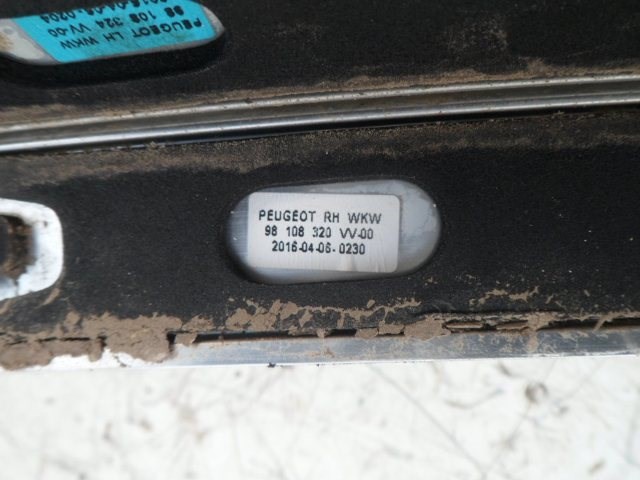 PEUGEOT LH WKW
98 108 324 VV-00
PEUGEOT RH WKW
98 108 320 VV-00
2016-04-06-0230